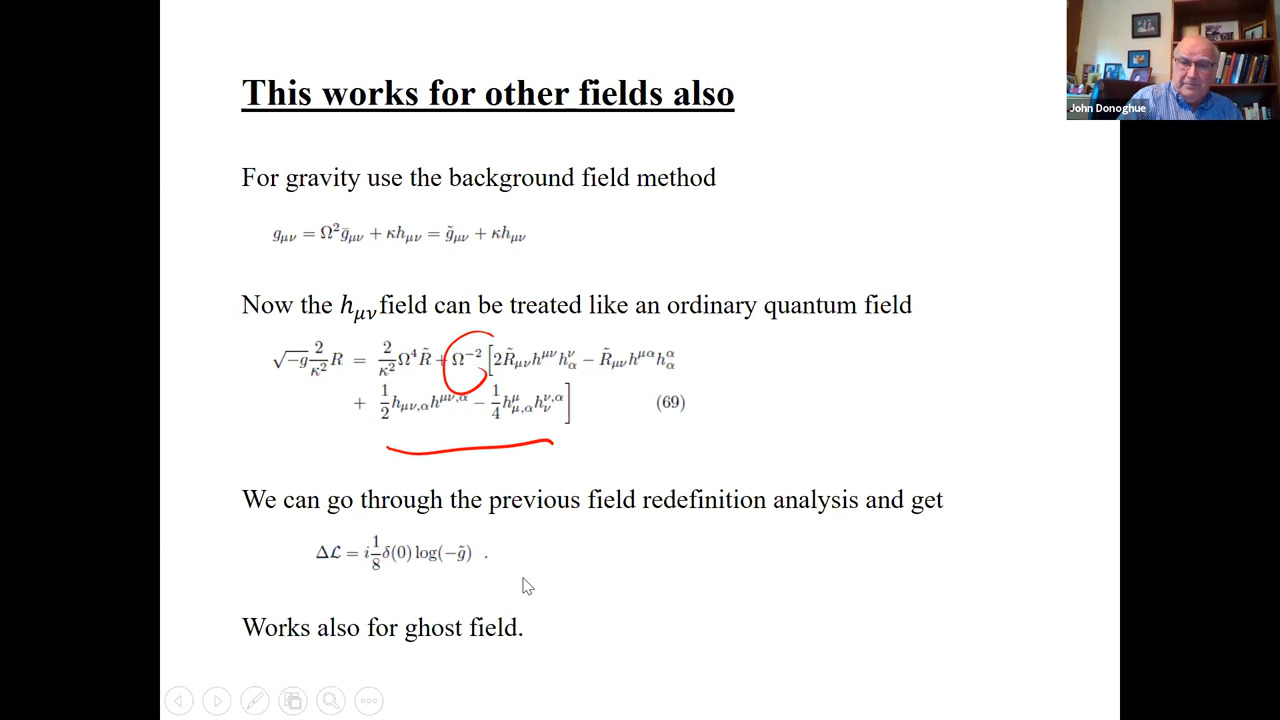 This works for other fields also
John Donoghue
For gravity use the background field method
g_{μν} = Ω²ḡ_{μν} + κh_{μν} = g̃_{μν} + κh_{μν}
Now the h_{μν} field can be treated like an ordinary quantum field
√−g 2/κ² R = 2/κ² Ω⁴ R̃ + Ω⁻² [2R̃_{μν}h^{μν}h^ν_α − R̃_{μν}h^{μα}h^α_α
+ 1/2 h_{μν,α}h^{μν,α} − 1/4 h^μ_{μ,α}h^{ν,α}_ν] (69)
We can go through the previous field redefinition analysis and get
Δℒ = i 1/8 δ(0) log(−g̃) .
Works also for ghost field.